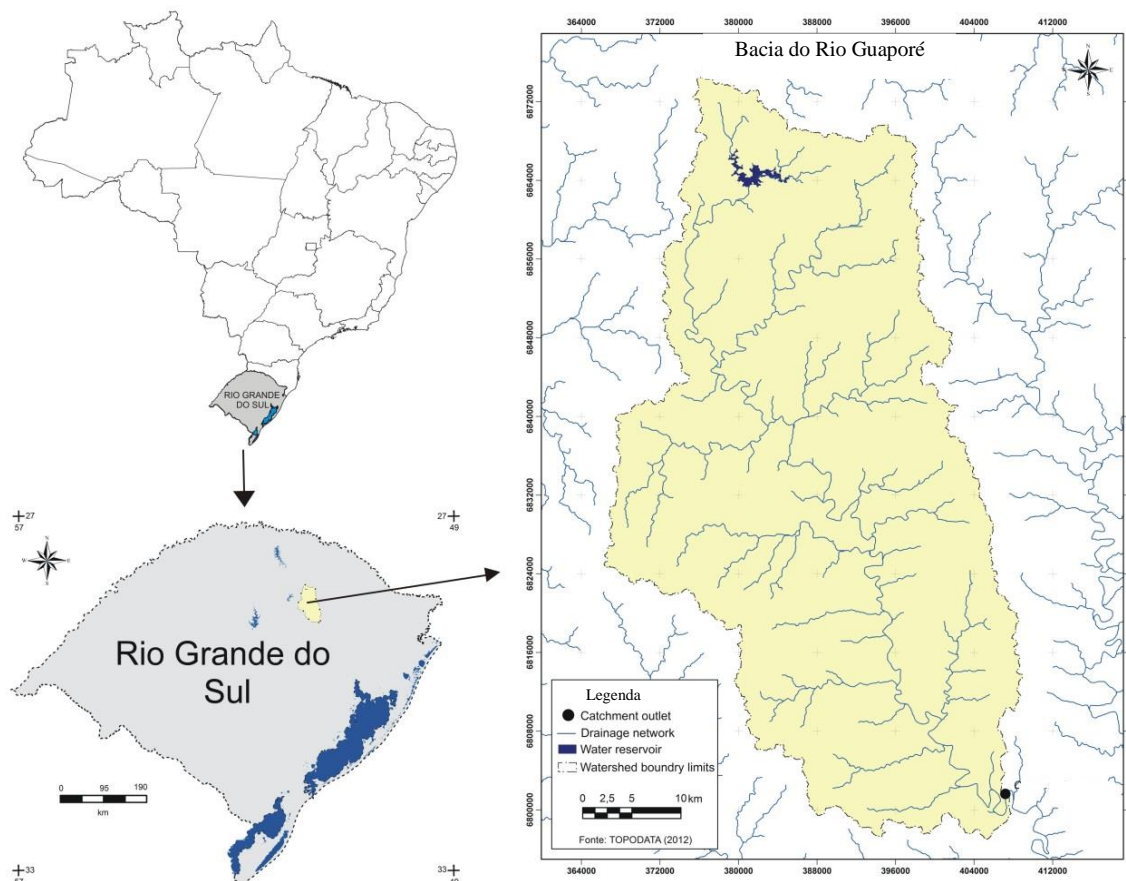 RIO GRANDE
DO SUL
27
57
27
49
N
W
E
S
Rio Grande do
Sul
0 95 190
km
33
57
33
49
364000 372000 380000 388000 396000 404000 412000
Bacia do Rio Guaporé
N
E
S
6872000
6864000
6856000
6848000
6840000
6832000
6824000
6816000
6808000
6800000
Legenda
Catchment outlet
Drainage network
Water reservoir
Watershed boundry limits
0 2,5 5 10 km
Fonte: TOPODATA (2012)
364000 372000 380000 388000 396000 404000 412000